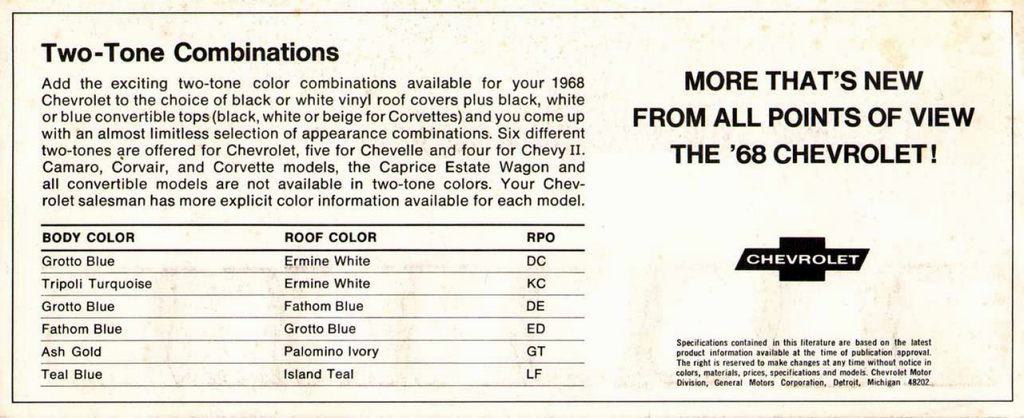 Two-Tone Combinations
Add the exciting two-tone color combinations available for your 1968
Chevrolet to the choice of black or white vinyl roof covers plus black, white
or blue convertible tops (black, white or beige for Corvettes) and you come up
with an almost limitless selection of appearance combinations. Six different
two-tones are offered for Chevrolet, five for Chevelle and four for Chevy II.
Camaro, Corvair, and Corvette models, the Caprice Estate Wagon and
all convertible models are not available in two-tone colors. Your Chev-
rolet salesman has more explicit color information available for each model.
BODY COLOR ROOF COLOR RPO
Grotto Blue Ermine White DC
Tripoli Turquoise Ermine White KC
Grotto Blue Fathom Blue DE
Fathom Blue Grotto Blue ED
Ash Gold Palomino Ivory GT
Teal Blue Island Teal LF
MORE THAT'S NEW
FROM ALL POINTS OF VIEW
THE '68 CHEVROLET!
CHEVROLET
Specifications contained in this literature are based on the latest
product information available at the time of publication approval.
The right is reserved to make changes at any time without notice in
colors, materials, prices, specifications and models. Chevrolet Motor
Division, General Motors Corporation, Detroit, Michigan 48202